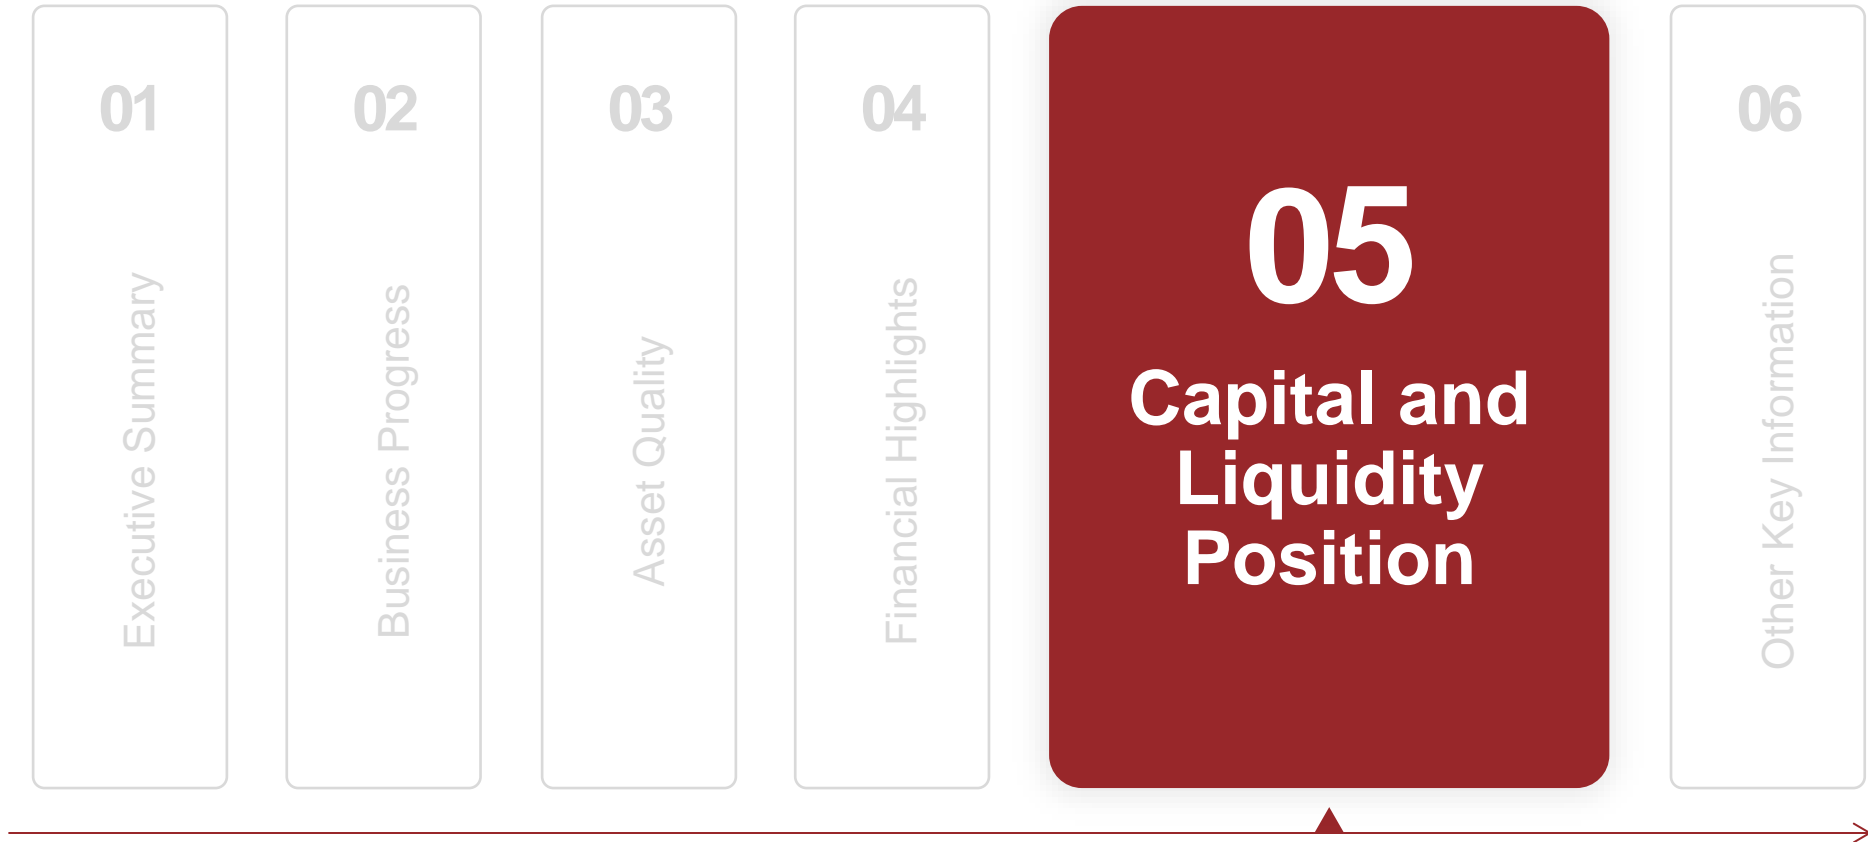 01
Executive Summary
02
Business Progress
03
Asset Quality
04
Financial Highlights
05
Capital and
Liquidity
Position
06
Other Key Information